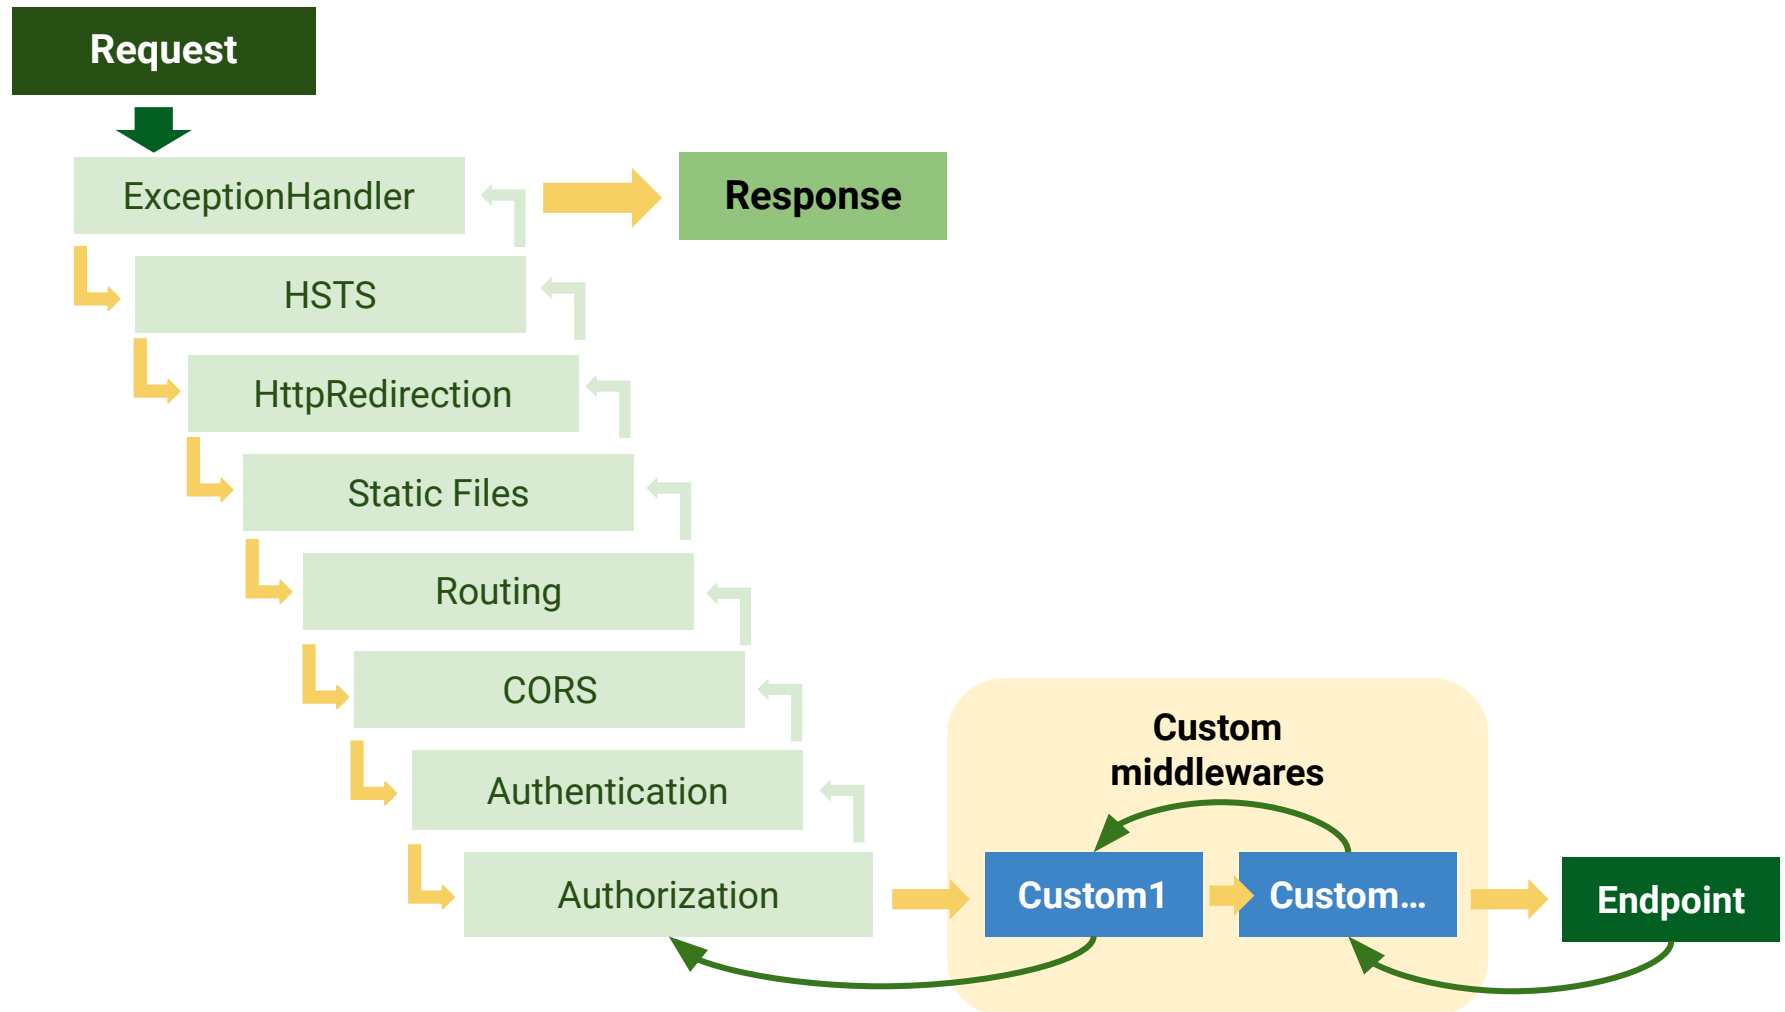 Request
ExceptionHandler
Response
HSTS
HttpRedirection
Static Files
Routing
CORS
Custom
middlewares
Authentication
Authorization
Custom1
Custom...
Endpoint